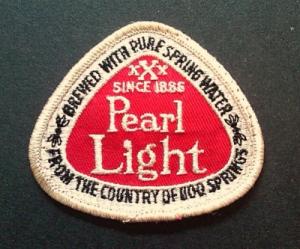 BREWED WITH PURE SPRING WATER
XXX
SINCE 1886
Pearl
Light
FROM THE COUNTRY OF 1100 SPRINGS